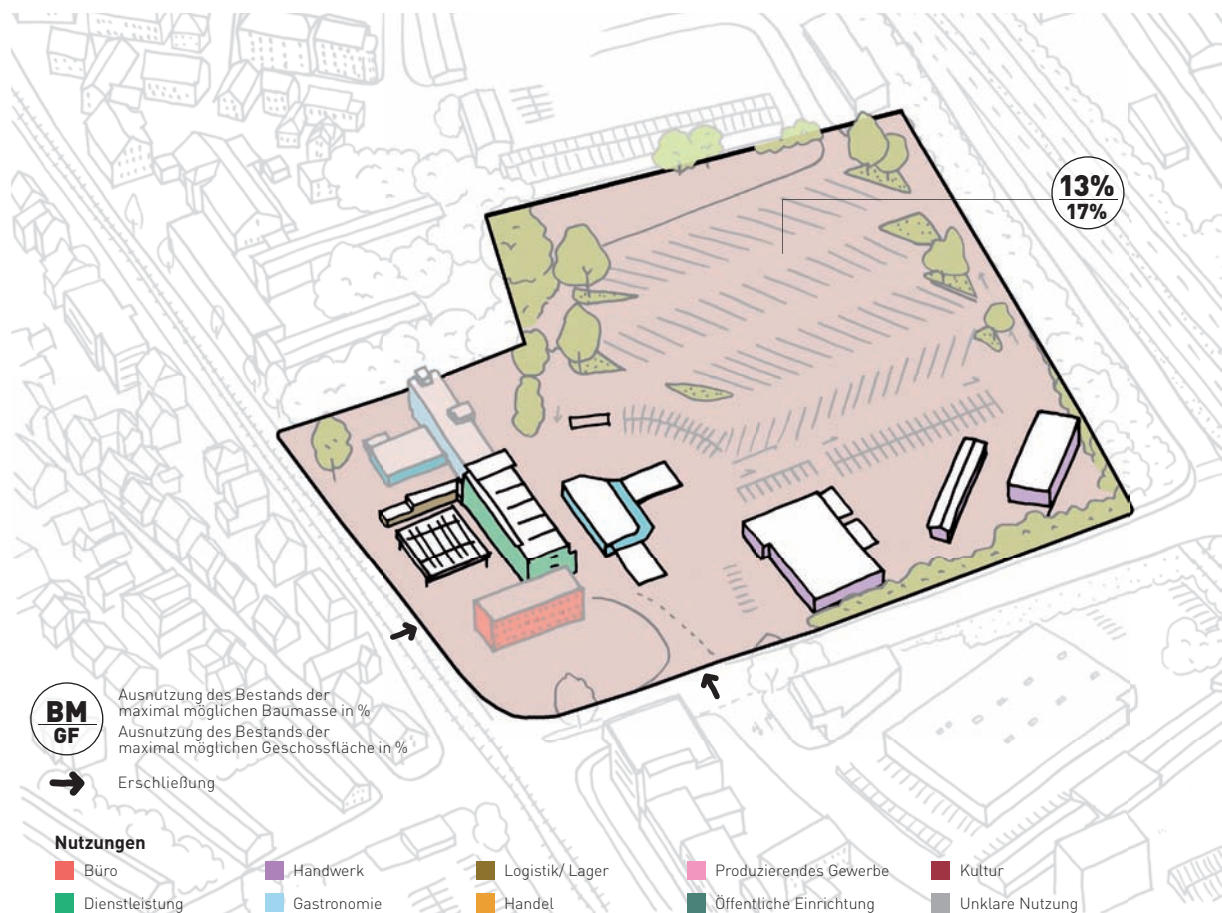 13%
17%
BM
GF
Ausnutzung des Bestands der
maximal möglichen Baumasse in %
Ausnutzung des Bestands der
maximal möglichen Geschossfläche in %
Erschließung
Nutzungen
Büro
Handwerk
Logistik/ Lager
Produzierendes Gewerbe
Kultur
Dienstleistung
Gastronomie
Handel
Öffentliche Einrichtung
Unklare Nutzung